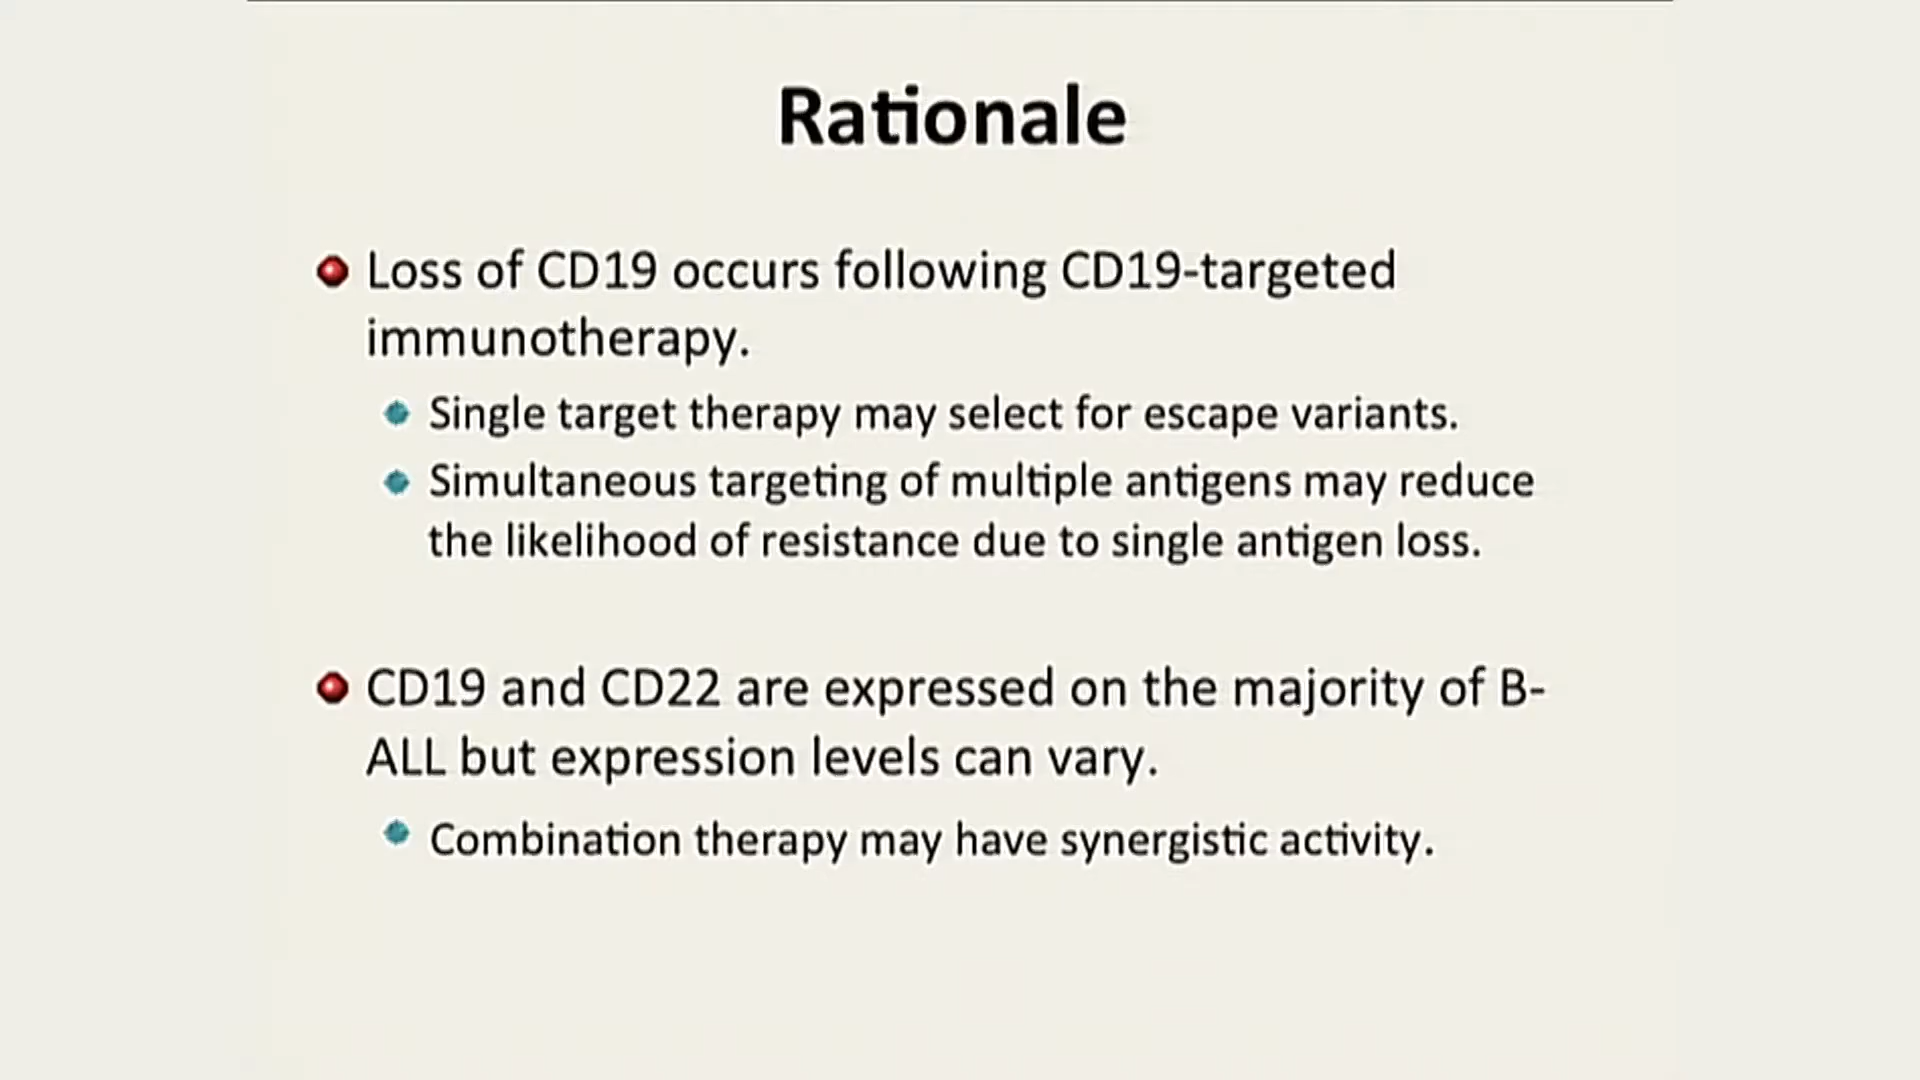 Rationale
Loss of CD19 occurs following CD19-targeted
immunotherapy.
Single target therapy may select for escape variants.
Simultaneous targeting of multiple antigens may reduce
the likelihood of resistance due to single antigen loss.
CD19 and CD22 are expressed on the majority of B-
ALL but expression levels can vary.
Combination therapy may have synergistic activity.